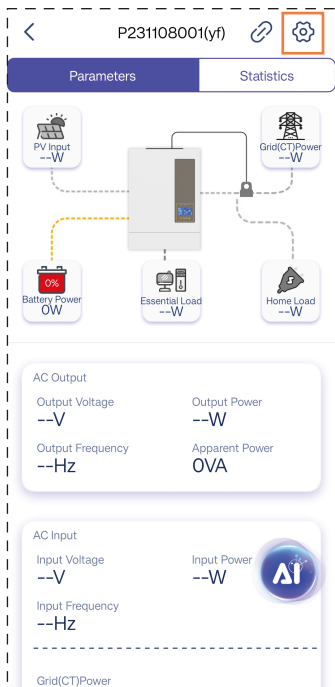 P231108001(yf)
Parameters
Statistics
PV Input
--W
Grid(CT)Power
--W
0%
Battery Power
0W
Essential Load
--W
Home Load
--W
AC Output
Output Voltage
Output Power
--V
--W
Output Frequency
Apparent Power
--Hz
0VA
AC Input
Input Voltage
Input Power
--V
--W
AI
Input Frequency
--Hz
Grid(CT)Power